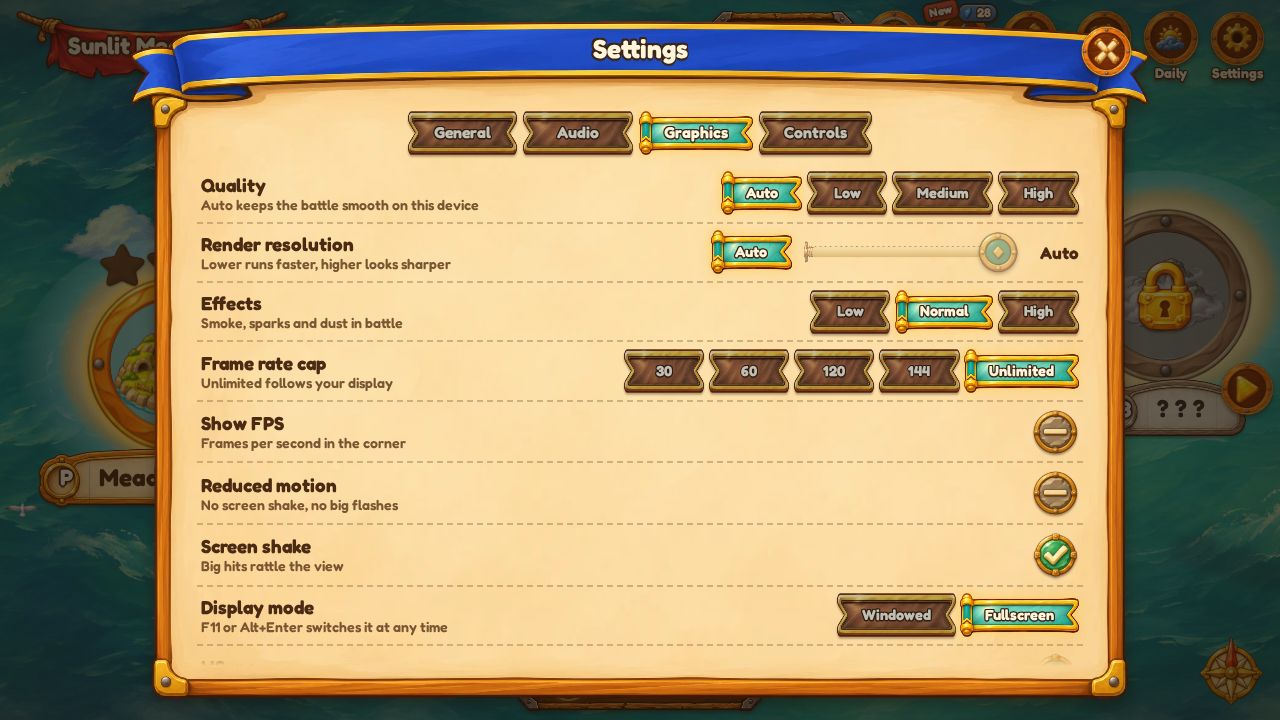 Sunlit
New 28
Settings
Daily
Settings
General Audio Graphics Controls
Quality
Auto keeps the battle smooth on this device
Auto Low Medium High
Render resolution
Lower runs faster, higher looks sharper
Auto Auto
Effects
Smoke, sparks and dust in battle
Low Normal High
Frame rate cap
Unlimited follows your display
30 60 120 144 Unlimited
Show FPS
Frames per second in the corner
Reduced motion
No screen shake, no big flashes
Screen shake
Big hits rattle the view
Display mode
F11 or Alt+Enter switches it at any time
Windowed Fullscreen
P
???